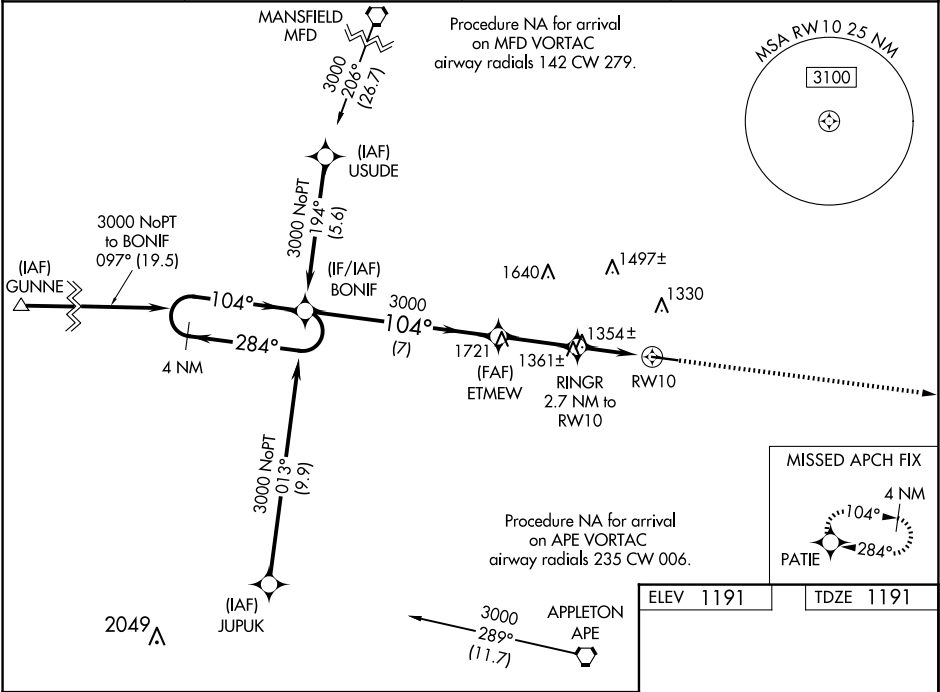 MANSFIELD
MFD
Procedure NA for arrival
on MFD VORTAC
airway radials 142 CW 279.
MSA RW10 25 NM
3100
3000
206°
(26.7)
(IAF)
USUDE
3000 NoPT
194°
(5.6)
3000 NoPT
to BONIF
097° (19.5)
(IAF)
GUNNE
(IF/IAF)
BONIF
104°
284°
4 NM
3000
104°
(7)
1640
1497±
1330
1721
1361±
1354±
(FAF)
ETMEW
RINGR
2.7 NM to
RW10
RW10
3000 NoPT
013°
(9.9)
(IAF)
JUPUK
2049
MISSED APCH FIX
4 NM
104°
284°
PATIE
Procedure NA for arrival
on APE VORTAC
airway radials 235 CW 006.
3000
289°
(11.7)
APPLETON
APE
ELEV 1191
TDZE 1191